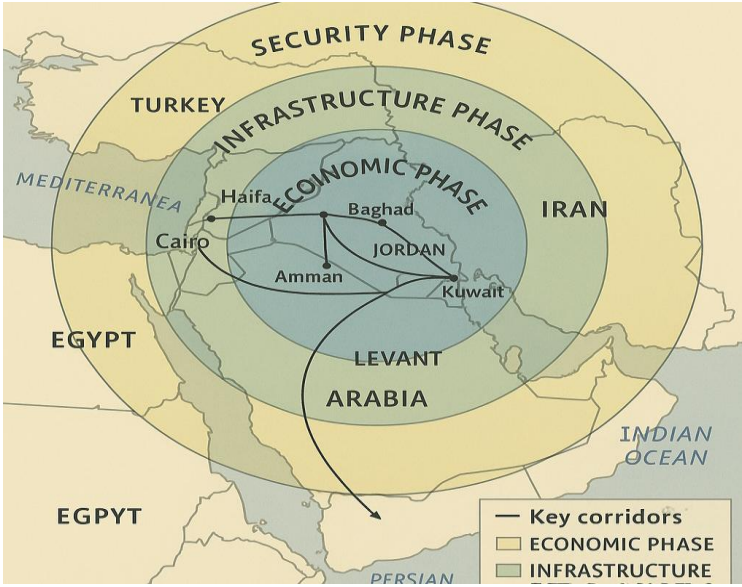 SECURITY PHASE
TURKEY
INFRASTRUCTURE PHASE
ECOINOMIC PHASE
MEDITERRANEA
Haifa
Baghad
IRAN
Cairo
JORDAN
Amman
Kuwait
EGYPT
LEVANT
ARABIA
INDIAN
OCEAN
EGPYT
Key corridors
ECONOMIC PHASE
INFRASTRUCTURE
PERSIAN